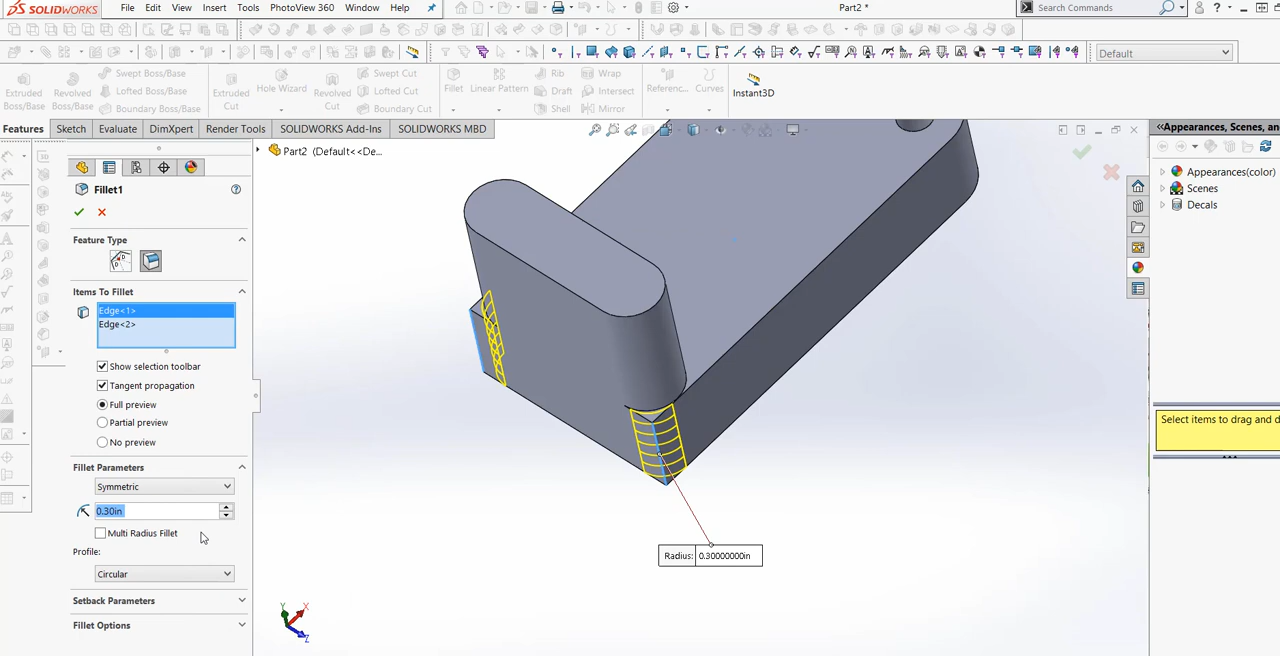 SOLIDWORKS File Edit View Insert Tools PhotoView 360 Window Help Part2 * Search Commands
Default
Extruded Boss/Base
Revolved Boss/Base
Swept Boss/Base
Lofted Boss/Base
Boundary Boss/Base
Extruded Cut
Hole Wizard
Revolved Cut
Swept Cut
Lofted Cut
Boundary Cut
Fillet
Linear Pattern
Rib
Draft
Shell
Wrap
Intersect
Mirror
Referenc...
Curves
Instant3D
Features Sketch Evaluate DimXpert Render Tools SOLIDWORKS Add-Ins SOLIDWORKS MBD
Part2 (Default<<De...
Fillet1
Feature Type
Items To Fillet
Edge<1>
Edge<2>
Show selection toolbar
Tangent propagation
Full preview
Partial preview
No preview
Fillet Parameters
Symmetric
0.30in
Multi Radius Fillet
Profile:
Circular
Setback Parameters
Fillet Options
Radius: 0.30000000in
Y X Z
Appearances, Scenes, an
Appearances(color)
Scenes
Decals
Select items to drag and d